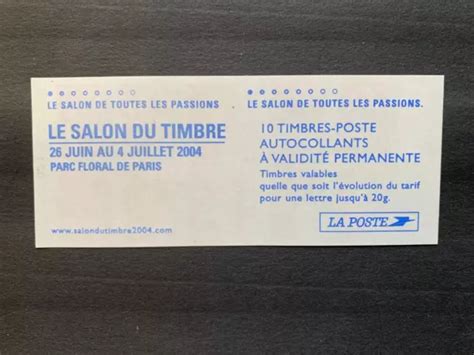 LE SALON DE TOUTES LES PASSIONS
LE SALON DU TIMBRE
26 JUIN AU 4 JUILLET 2004
PARC FLORAL DE PARIS
www.salondutimbre2004.com
LE SALON DE TOUTES LES PASSIONS.
10 TIMBRES-POSTE
AUTOCOLLANTS
À VALIDITÉ PERMANENTE
Timbres valables
quelle que soit l'évolution du tarif
pour une lettre jusqu'à 20g.
LA POSTE